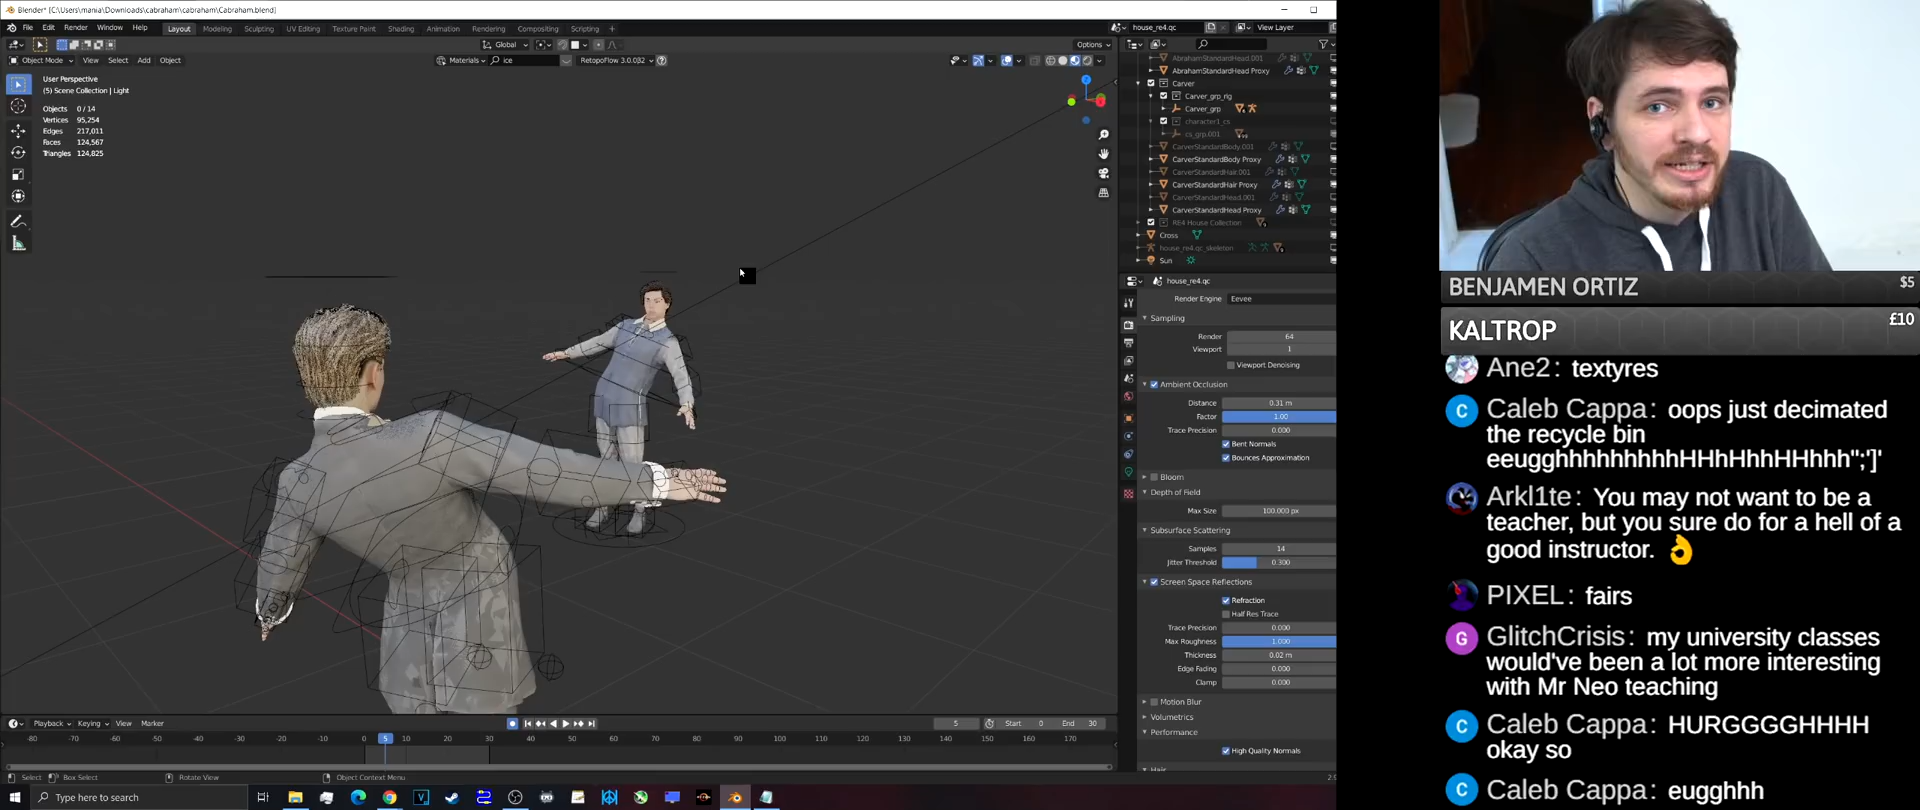 Blender* [C:\Users\mania\Downloads\cabraham\cabraham\Cabraham.blend]
File Edit Render Window Help Layout Modeling Sculpting UV Editing Texture Paint Shading Animation Rendering Compositing Scripting + house_re4.qc View Layer
Global Options
Object Mode View Select Add Object Materials ice RetopoFlow 3.0.0β2
User Perspective
(5) Scene Collection | Light
Objects 0 / 14
Vertices 95,254
Edges 217,011
Faces 124,567
Triangles 124,825
AbrahamStandardHead.001
AbrahamStandardHead Proxy
Carver
Carver_grp_rig
Carver_grp
character1_cs
cs_grp.001
CarverStandardBody.001
CarverStandardBody Proxy
CarverStandardHair.001
CarverStandardHair Proxy
CarverStandardHead.001
CarverStandardHead Proxy
RE4 House Collection
Cross
house_re4.qc_skeleton
Sun
house_re4.qc
Render Engine Eevee
Sampling
Render 64
Viewport 1
Viewport Denoising
Ambient Occlusion
Distance 0.31 m
Factor 1.00
Trace Precision 0.000
Bent Normals
Bounces Approximation
Bloom
Depth of Field
Max Size 100.000 px
Subsurface Scattering
Samples 14
Jitter Threshold 0.300
Screen Space Reflections
Refraction
Half Res Trace
Trace Precision 0.000
Max Roughness 1.000
Thickness 0.02 m
Edge Fading 0.000
Clamp 0.000
Motion Blur
Volumetrics
Performance
High Quality Normals
Hair
Playback Keying View Marker 5 Start 0 End 30
-80 -70 -60 -50 -40 -30 -20 -10 0 5 10 20 30 40 50 60 70 80 90 100 110 120 130 140 150 160 170
Select Box Select Rotate View Object Context Menu
Type here to search
BENJAMEN ORTIZ $5
KALTROP £10
Ane2: textyres
Caleb Cappa: oops just decimated
the recycle bin
eeugghhhhhhhhHHhHhhHHhhh";']'
Arkl1te: You may not want to be a
teacher, but you sure do for a hell of a
good instructor. 👌
PIXEL: fairs
GlitchCrisis: my university classes
would've been a lot more interesting
with Mr Neo teaching
Caleb Cappa: HURGGGGHHHH
okay so
Caleb Cappa: eugghhh